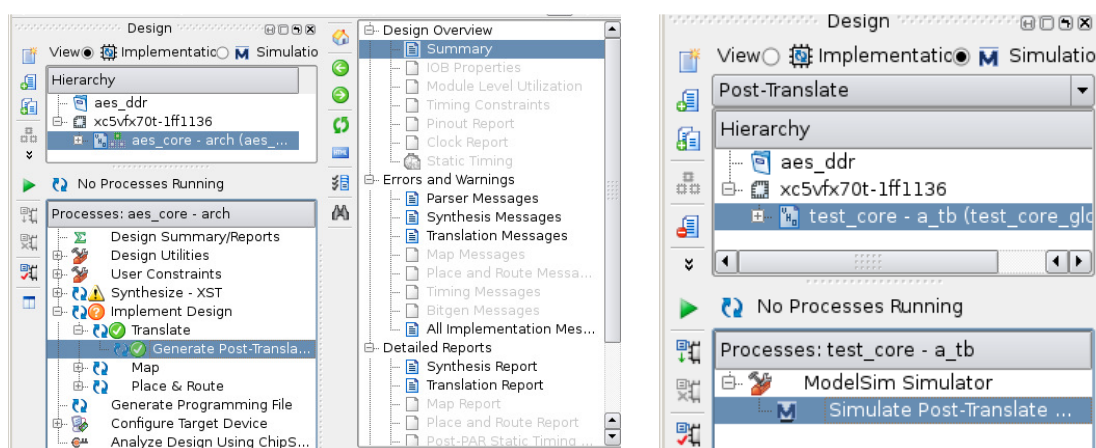 Design
View Implementatic Simulatio
Hierarchy
aes_ddr
xc5vfx70t-1ff1136
aes_core - arch (aes_...
No Processes Running
Processes: aes_core - arch
Design Summary/Reports
Design Utilities
User Constraints
Synthesize - XST
Implement Design
Translate
Generate Post-Transla...
Map
Place & Route
Generate Programming File
Configure Target Device
Analyze Design Using ChipS...
Design Overview
Summary
IOB Properties
Module Level Utilization
Timing Constraints
Pinout Report
Clock Report
Static Timing
Errors and Warnings
Parser Messages
Synthesis Messages
Translation Messages
Map Messages
Place and Route Messa...
Timing Messages
Bitgen Messages
All Implementation Mes...
Detailed Reports
Synthesis Report
Translation Report
Map Report
Place and Route Report
Post-PAR Static Timing ...
Design
View Implementatic Simulatio
Post-Translate
Hierarchy
aes_ddr
xc5vfx70t-1ff1136
test_core - a_tb (test_core_glo
No Processes Running
Processes: test_core - a_tb
ModelSim Simulator
Simulate Post-Translate ...